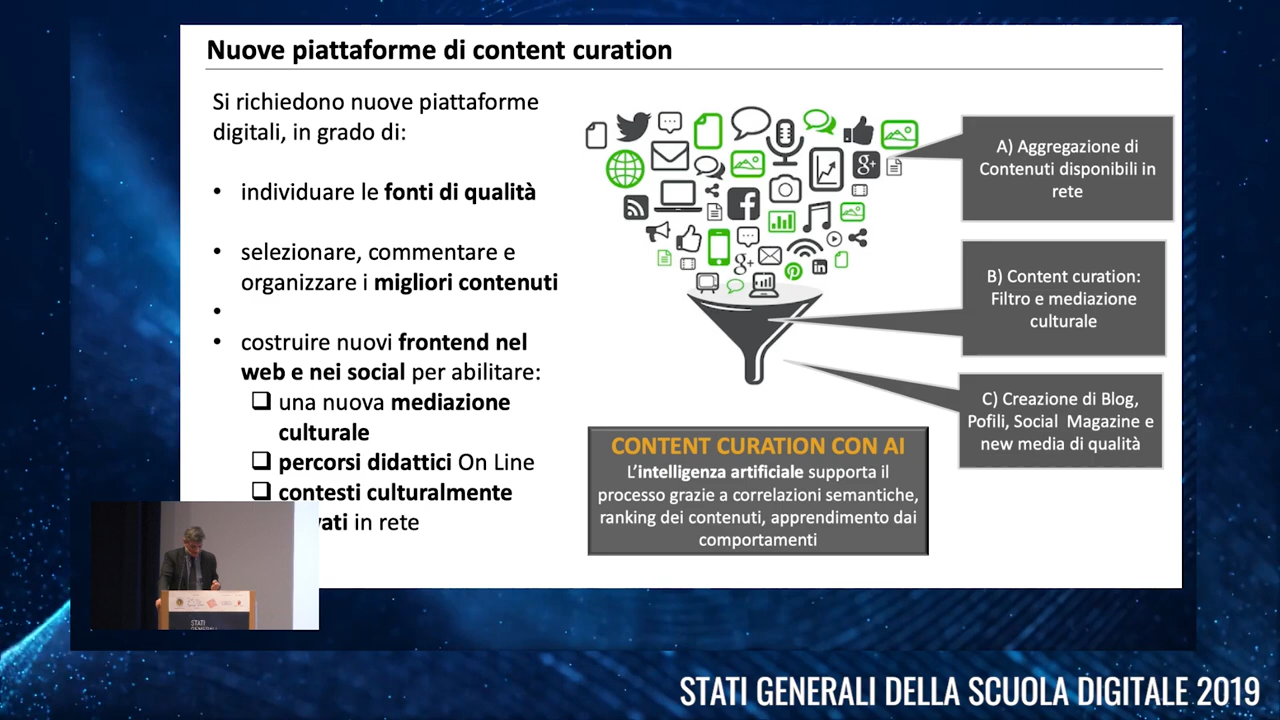 Nuove piattaforme di content curation
Si richiedono nuove piattaforme
digitali, in grado di:
• individuare le fonti di qualità
• selezionare, commentare e
organizzare i migliori contenuti
•
• costruire nuovi frontend nel
web e nei social per abilitare:
❑ una nuova mediazione
culturale
❑ percorsi didattici On Line
❑ contesti culturalmente
vati in rete
A) Aggregazione di
Contenuti disponibili in
rete
B) Content curation:
Filtro e mediazione
culturale
C) Creazione di Blog,
Pofili, Social Magazine e
new media di qualità
CONTENT CURATION CON AI
L’intelligenza artificiale supporta il
processo grazie a correlazioni semantiche,
ranking dei contenuti, apprendimento dai
comportamenti
STATI
GENERALI
STATI GENERALI DELLA SCUOLA DIGITALE 2019